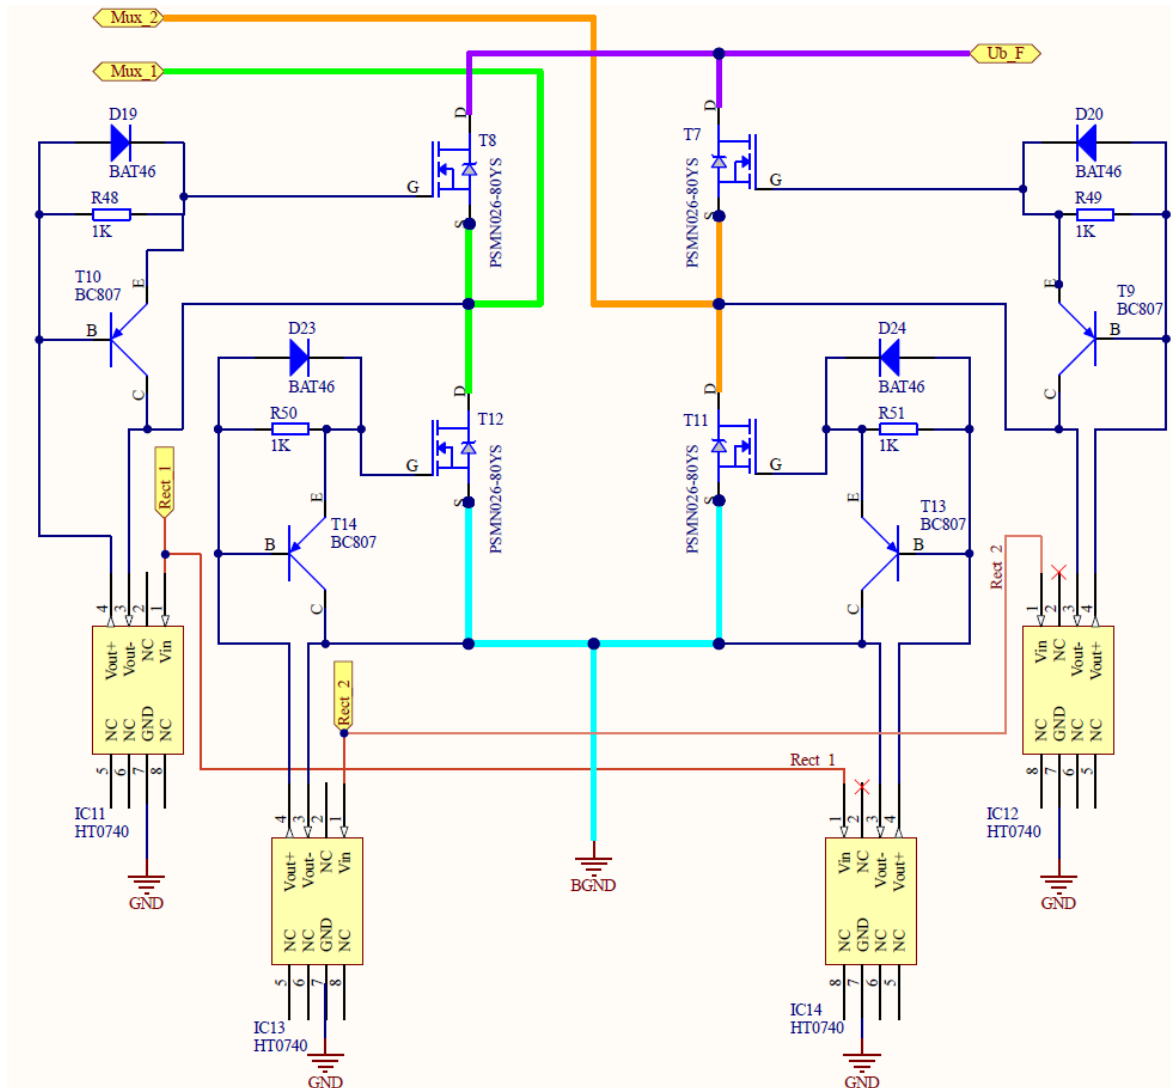 Mux_2
Ub_F
Mux_1
D19
BAT46
R48
1K
T10
BC807
E
B
C
D
T8
G
S
PSMN026-80YS
D
T7
G
S
PSMN026-80YS
D20
BAT46
R49
1K
E
T9
BC807
B
C
D23
BAT46
R50
1K
E
T14
BC807
B
C
D
T12
G
S
PSMN026-80YS
D
T11
G
S
PSMN026-80YS
D24
BAT46
R51
1K
E
T13
BC807
B
C
Rect_1
Rect_2
4 3 2 1
Vout+ Vout- NC Vin
NC NC GND NC
5 6 7 8
IC11
HT0740
GND
1 2 3 4
Vin NC Vout- Vout+
NC GND NC NC
8 7 6 5
IC12
HT0740
GND
Rect_2
Rect_1
4 3 2 1
Vout+ Vout- NC Vin
NC NC GND NC
5 6 7 8
IC13
HT0740
GND
BGND
1 2 3 4
Vin NC Vout- Vout+
NC GND NC NC
8 7 6 5
IC14
HT0740
GND